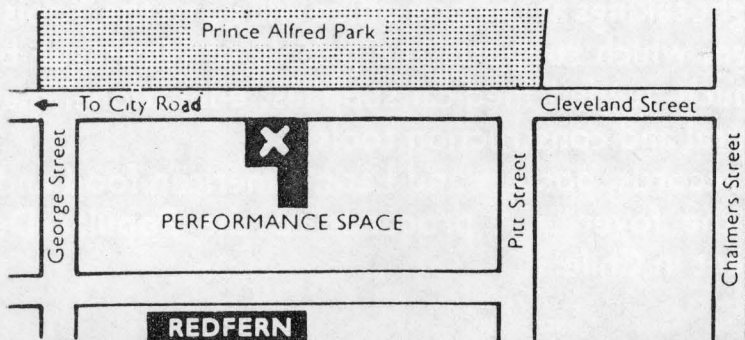 Prince Alfred Park
← To City Road
Cleveland Street
George Street
X
PERFORMANCE SPACE
Pitt Street
Chalmers Street
REDFERN